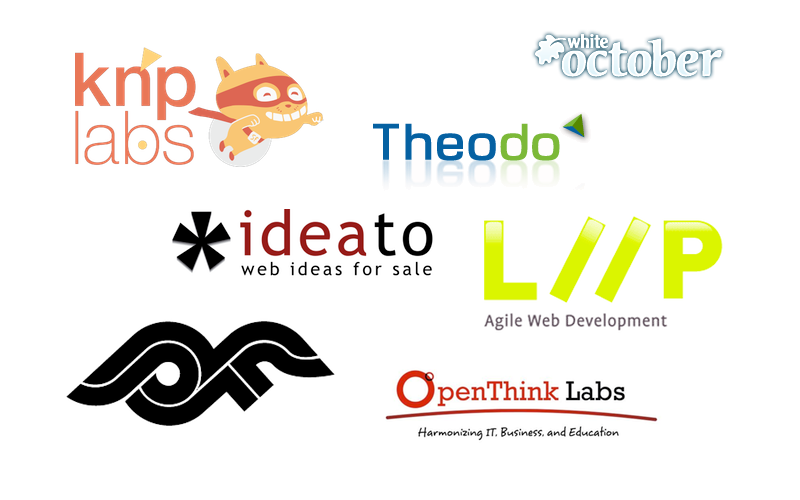 knp
labs
white
october
Theodo
ideato
web ideas for sale
LIIP
Agile Web Development
OpenThink Labs
Harmonizing IT, Business, and Education